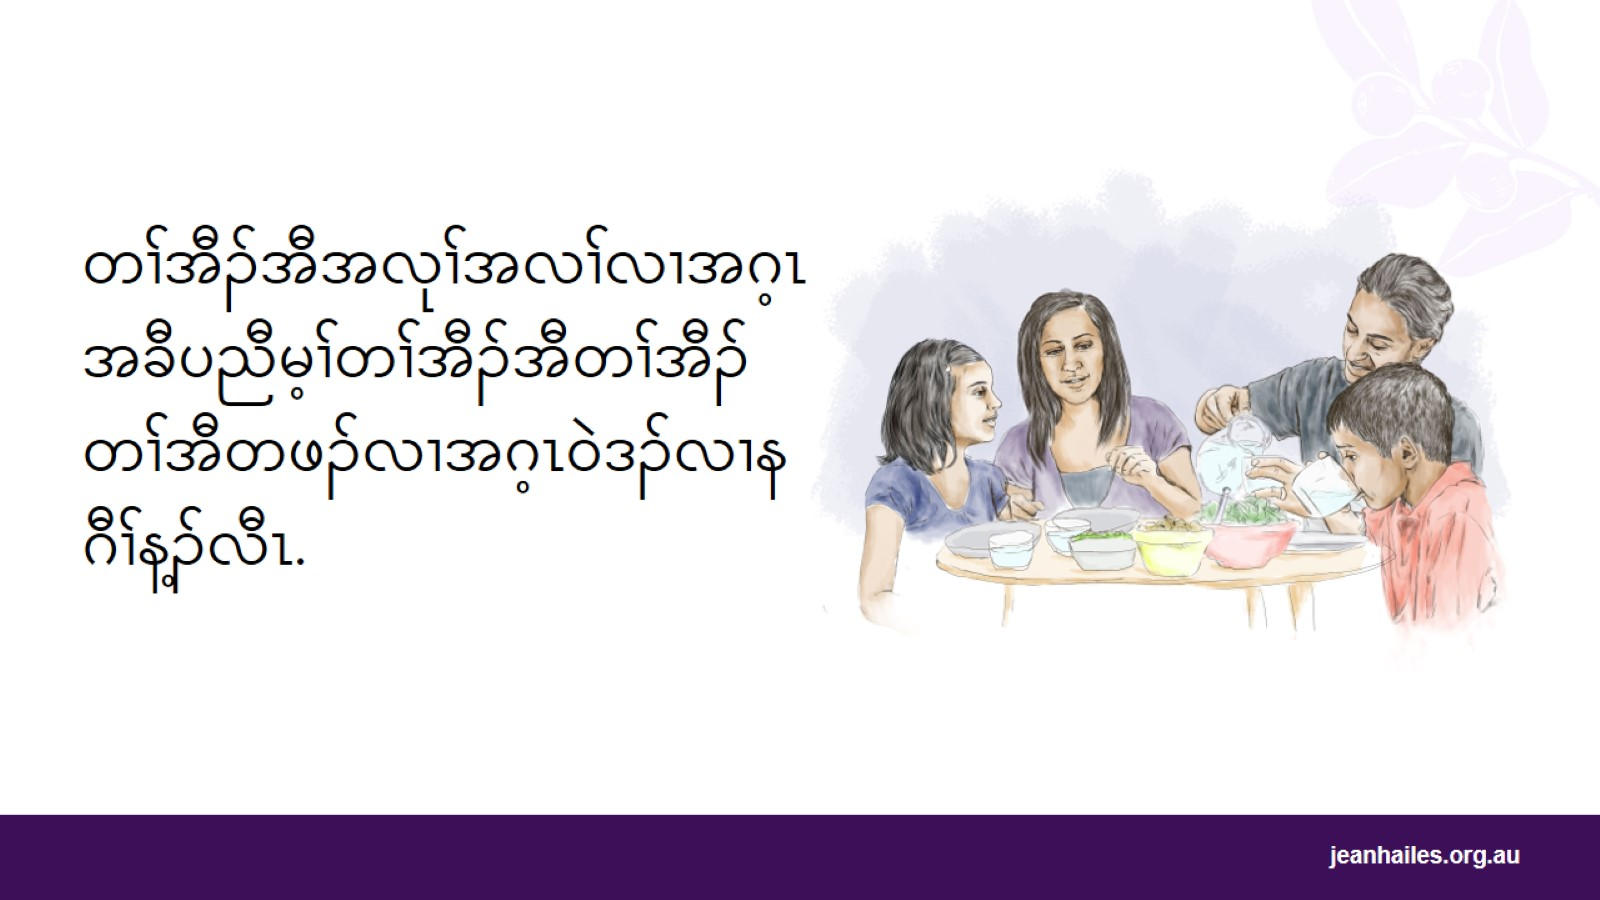 တၢ်အီၣ်အီအလုၢ်အလၢ်လၢအဂ့ၤ
အခီပညီမ့ၢ်တၢ်အီၣ်အီတၢ်အီၣ်
တၢ်အီတဖၣ်လၢအဂ့ၤဝဲဒၣ်လၢန
ဂီၢ်န့ၣ်လီၤ.
jeanhailes.org.au